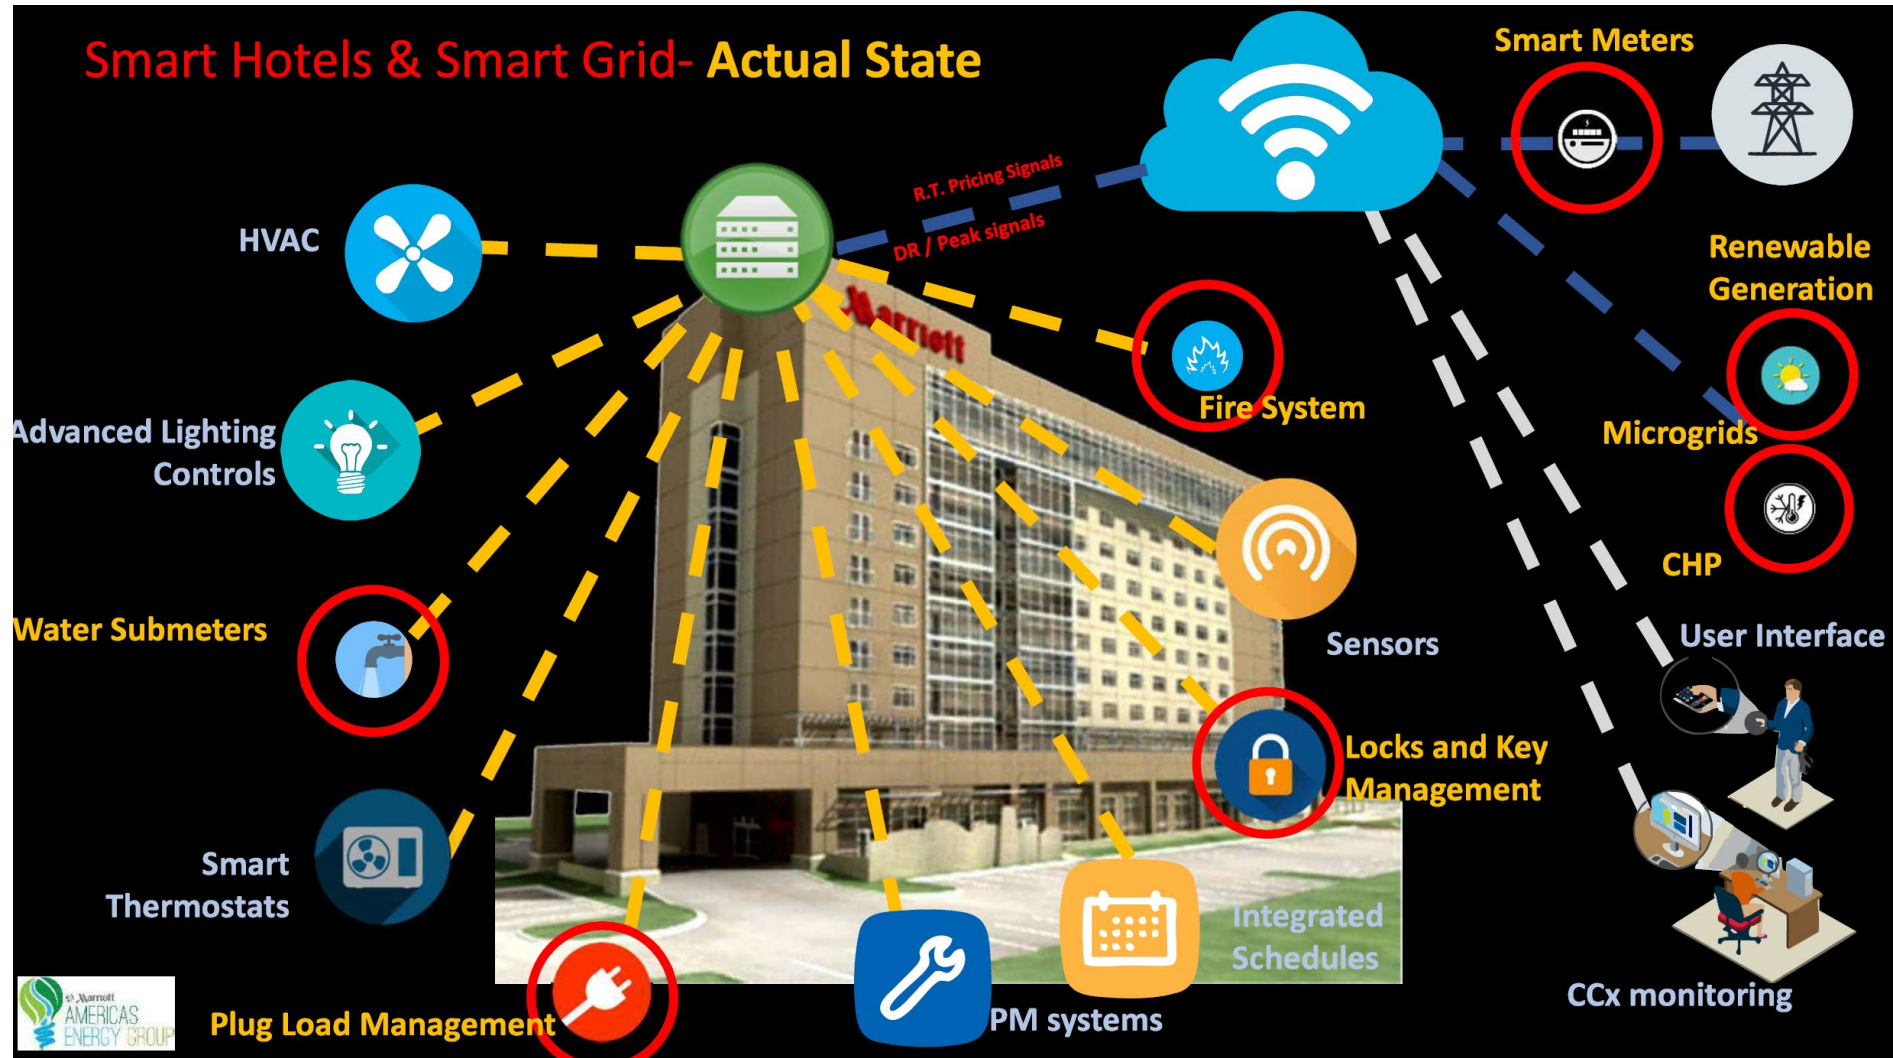 Smart Hotels & Smart Grid- Actual State
Smart Meters
R.T. Pricing Signals
DR / Peak signals
HVAC
Renewable
Generation
Marriott
Fire System
Advanced Lighting
Controls
Microgrids
CHP
Water Submeters
Sensors
User Interface
Locks and Key
Management
Smart
Thermostats
Integrated
Schedules
CCx monitoring
Plug Load Management
PM systems
Marriott
AMERICAS
ENERGY GROUP